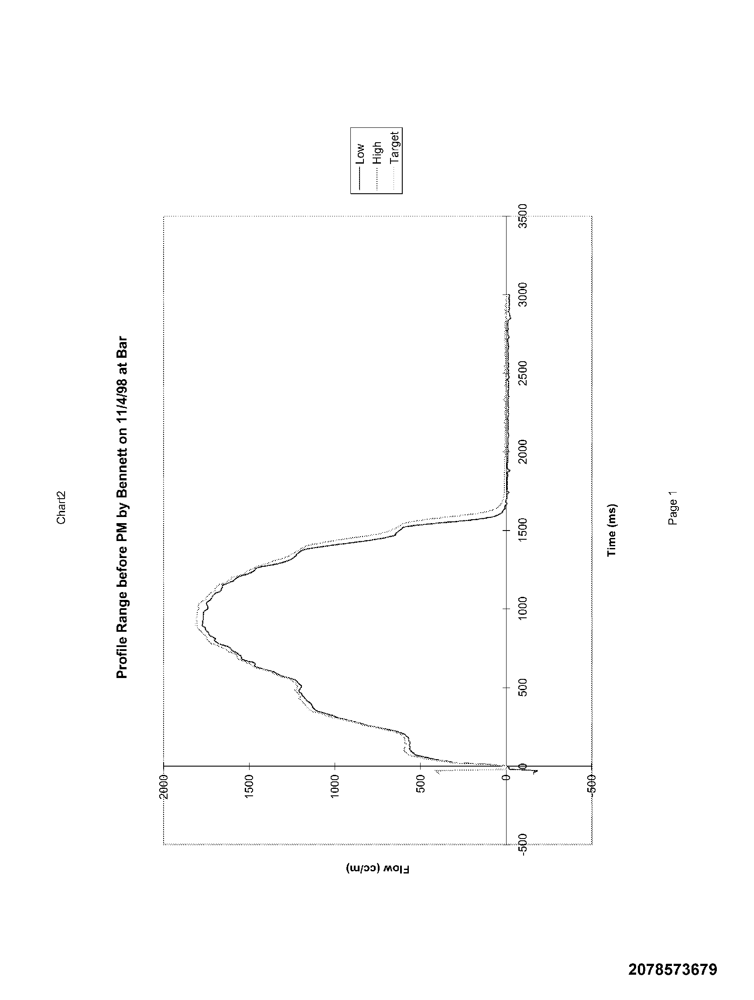 Chart2
Profile Range before PM by Bennett on 11/4/98 at Bar
2000
1500
1000
500
0
-500
Flow (cc/m)
-500
0
500
1000
1500
2000
2500
3000
3500
Time (ms)
Low
High
Target
Page 1
2078573679